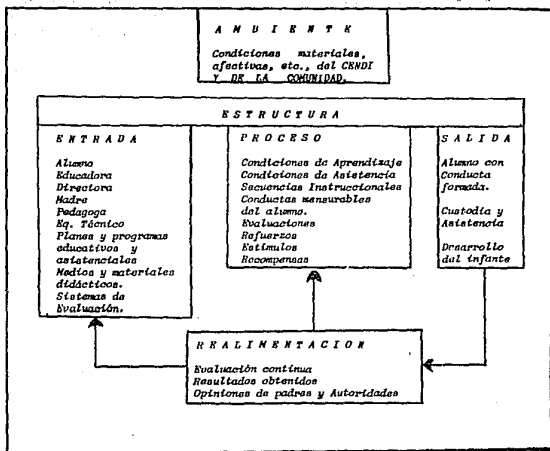 A M B I E N T E
Condiciones materiales,
afectivas, etc., del CENDI
Y DE LA COMUNIDAD.
E S T R U C T U R A
E N T R A D A
Alumno
Educadora
Directora
Madre
Pedagoga
Eq. Técnico
Planes y programas
educativos y
asistenciales
Medios y materiales
didácticos.
Sistemas de
Evaluación.
P R O C E S O
Condiciones de Aprendizaje
Condiciones de Asistencia
Secuencias Instruccionales
Conductas mensurables
del alumno.
Evaluaciones
Refuerzos
Estímulos
Recompensas
S A L I D A
Alumno con
Conducta
formada.
Custodia y
Asistencia
Desarrollo
del infante
R E A L I M E N T A C I O N
Evaluación continua
Resultados obtenidos
Opiniones de padres y Autoridades